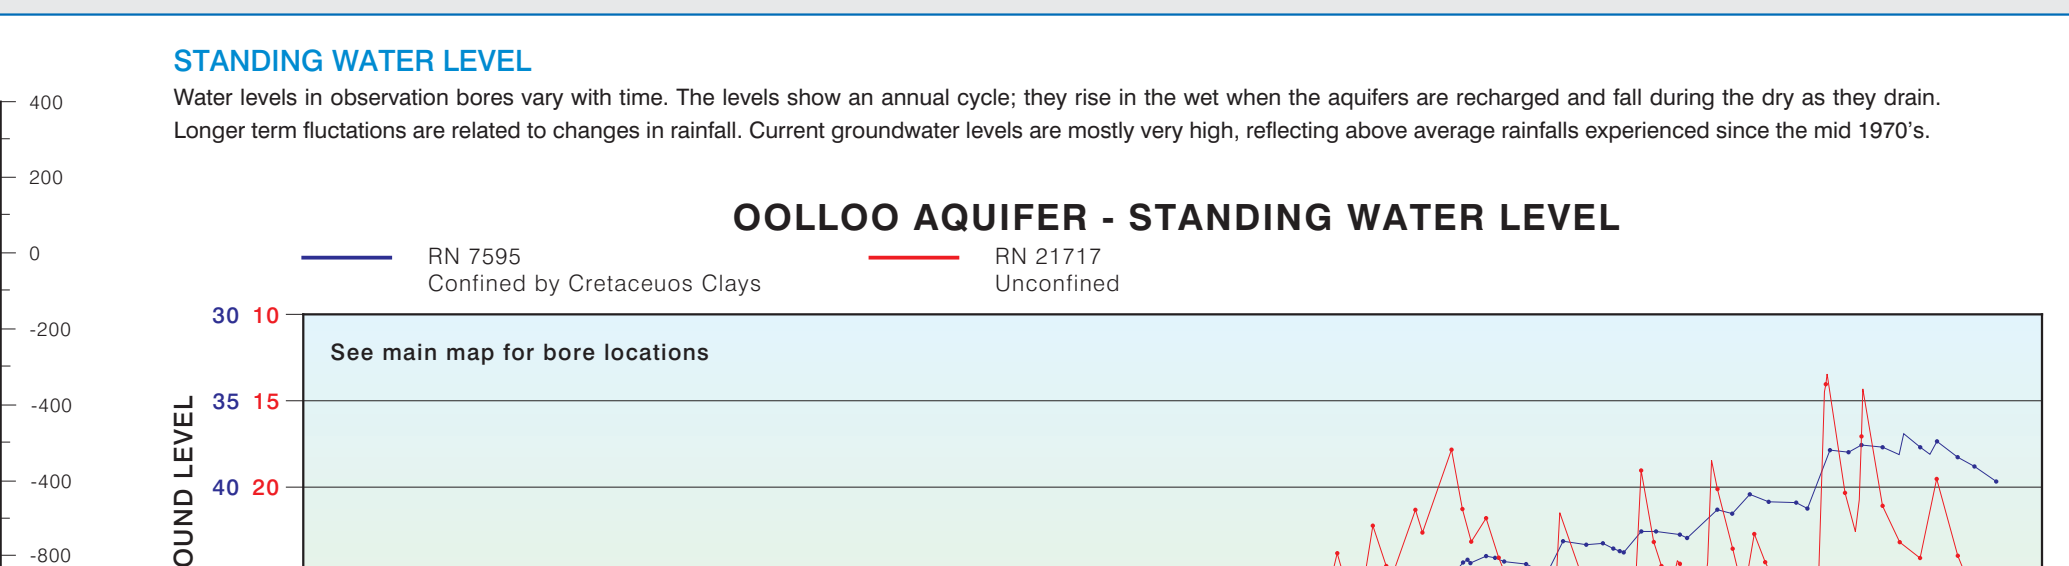 STANDING WATER LEVEL
Water levels in observation bores vary with time. The levels show an annual cycle; they rise in the wet when the aquifers are recharged and fall during the dry as they drain.
Longer term fluctations are related to changes in rainfall. Current groundwater levels are mostly very high, reflecting above average rainfalls experienced since the mid 1970's.
400
200
0
-200
-400
-400
-800
OOLLOO AQUIFER - STANDING WATER LEVEL
RN 7595
Confined by Cretaceuos Clays
RN 21717
Unconfined
30 10
See main map for bore locations
35 15
40 20
OUND LEVEL